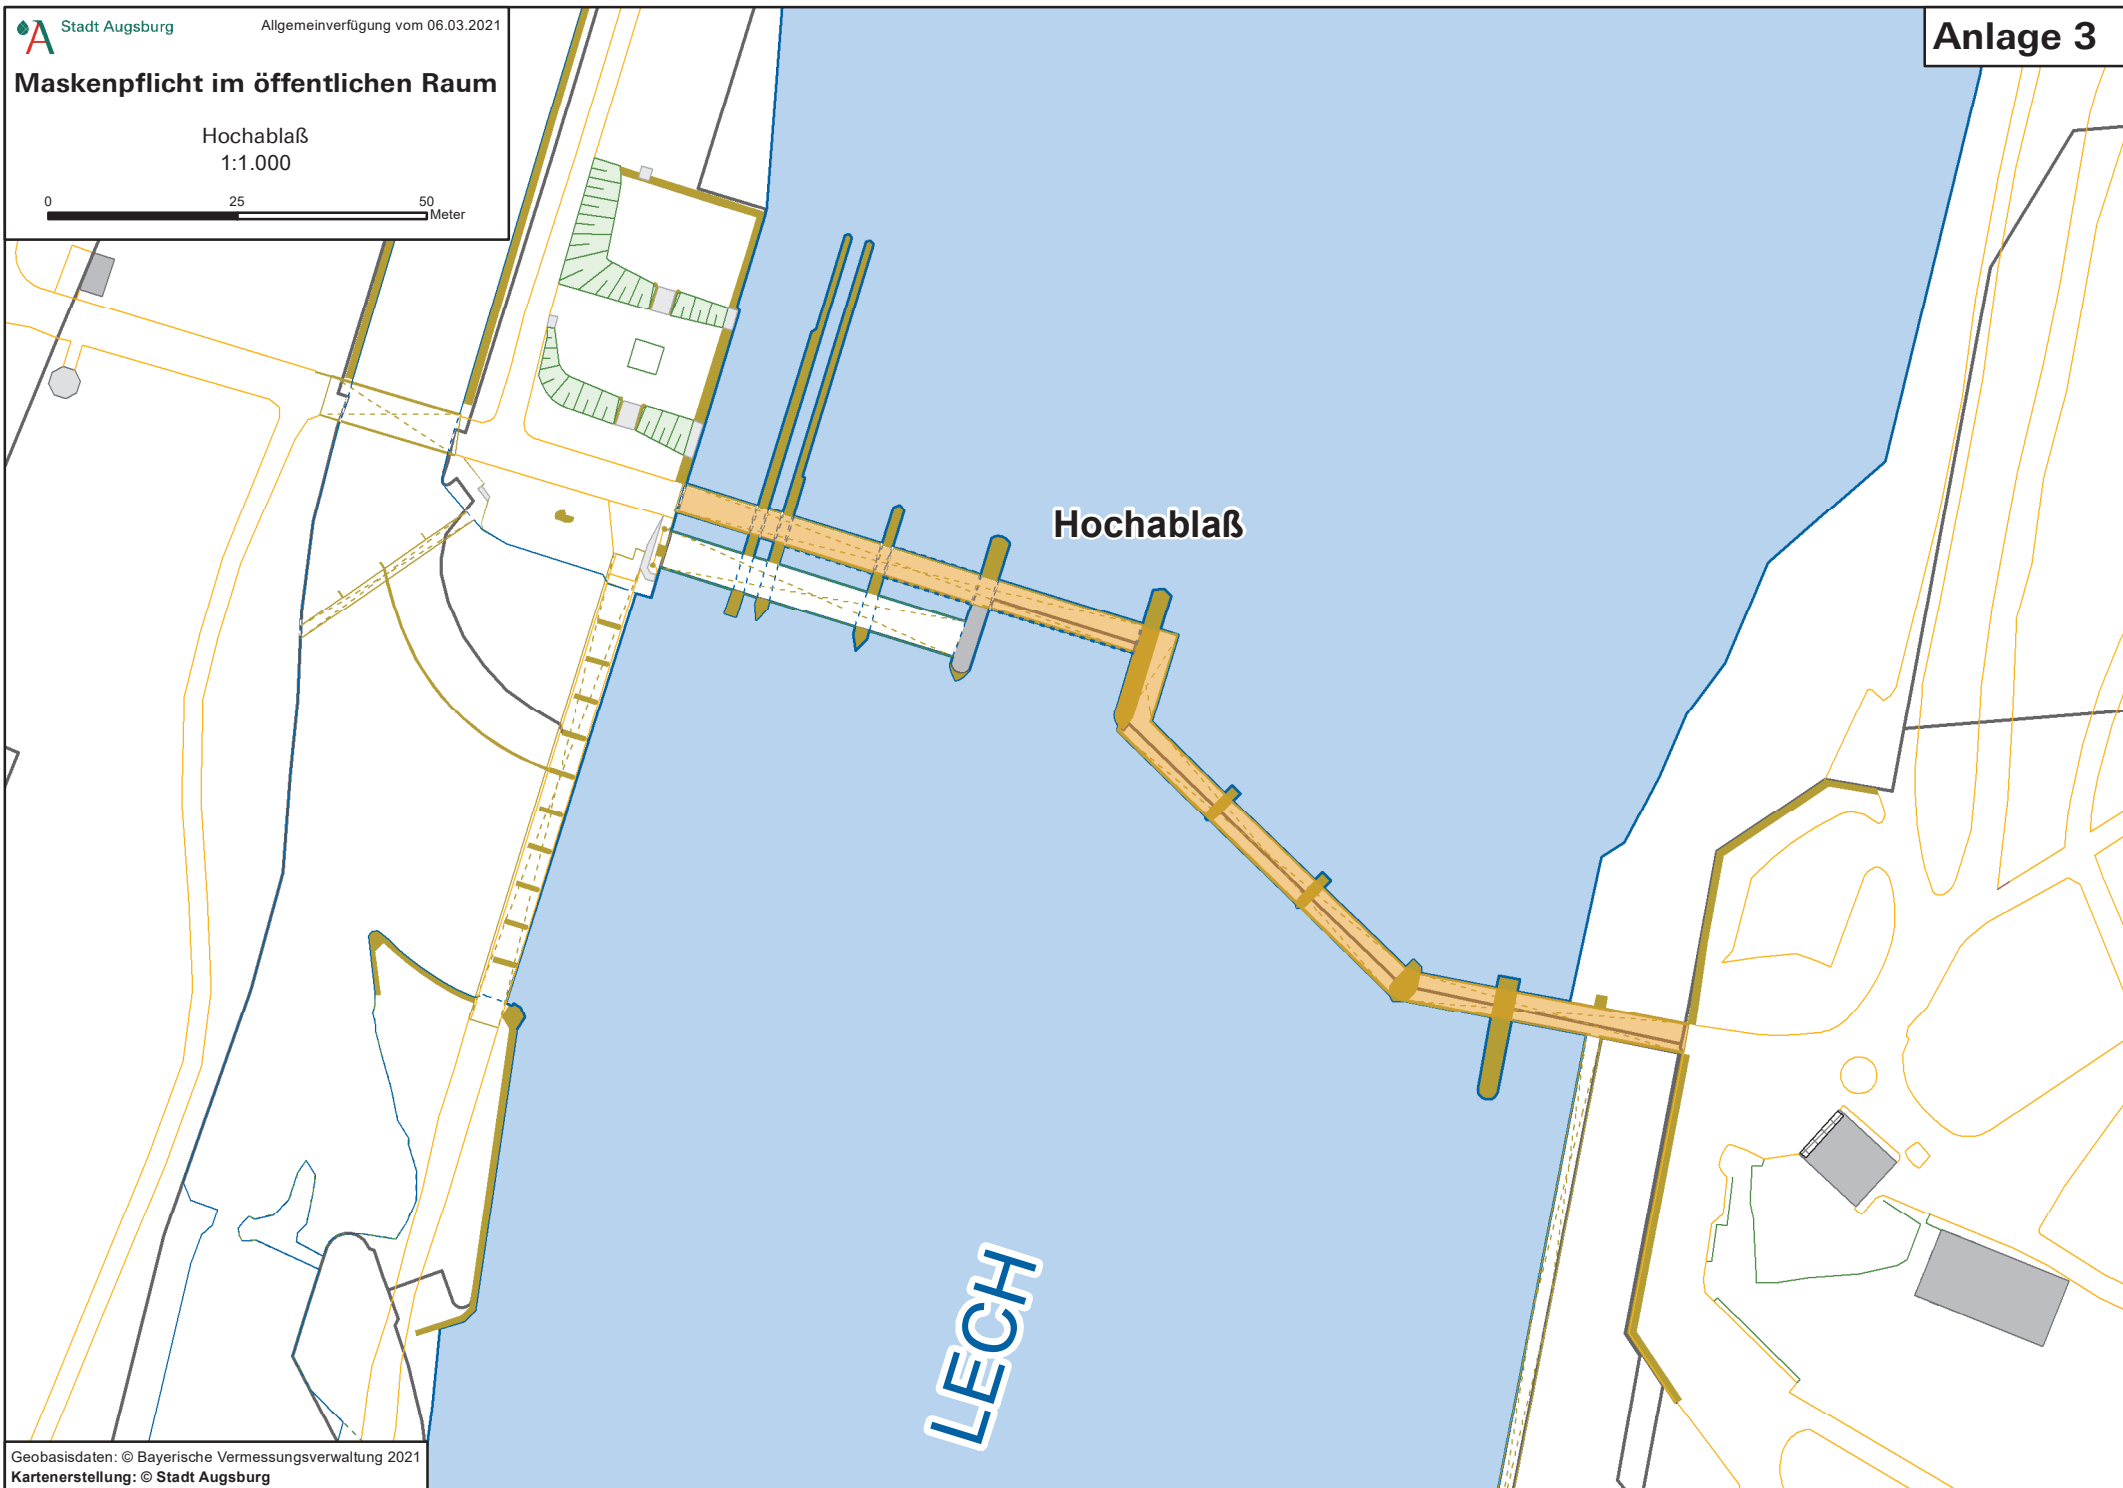 Stadt Augsburg
Allgemeinverfügung vom 06.03.2021
Anlage 3
Maskenpflicht im öffentlichen Raum
Hochablaß
1:1.000
0 25 50
Meter
Hochablaß
LECH
Geobasisdaten: © Bayerische Vermessungsverwaltung 2021
Kartenerstellung: © Stadt Augsburg